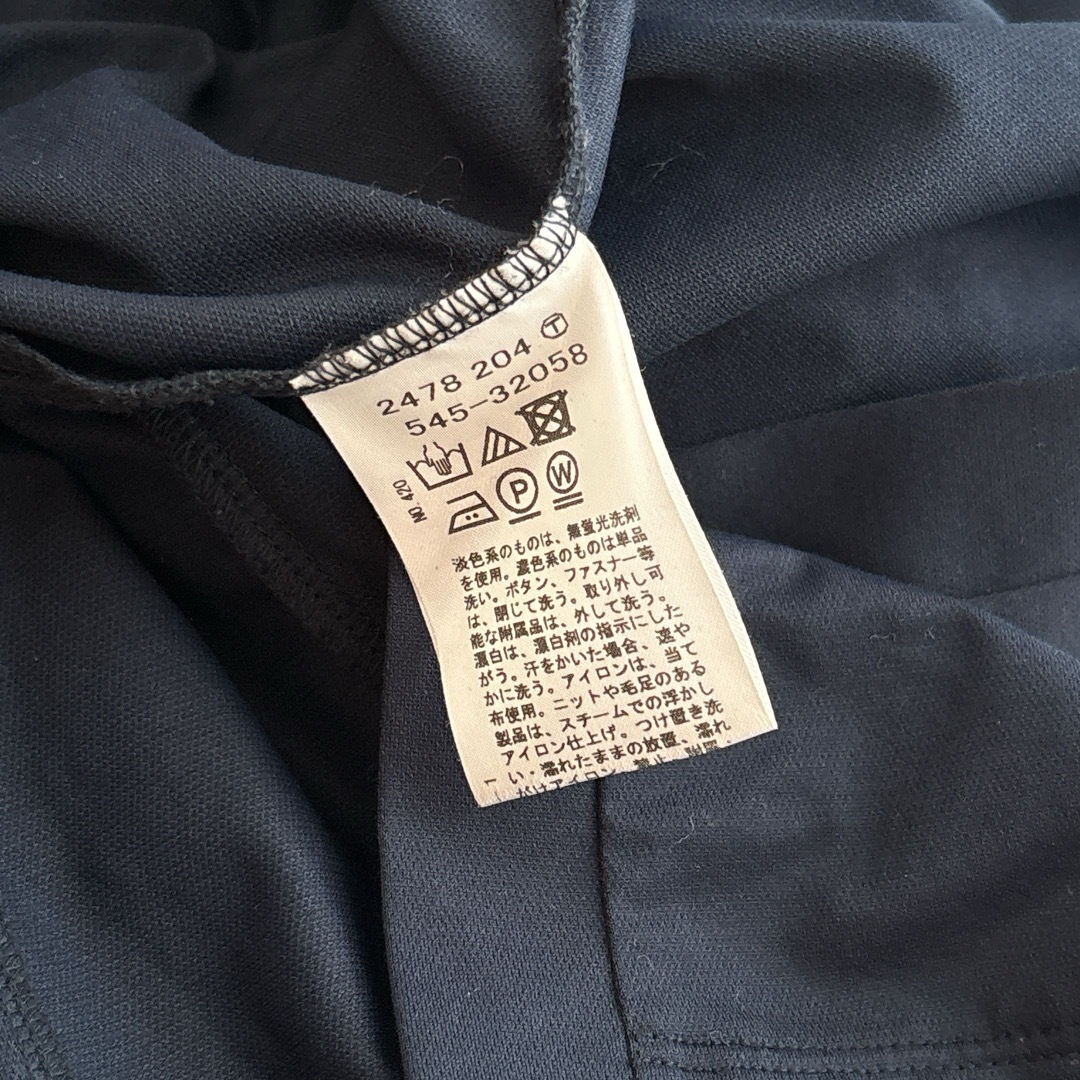 2478 204 Ⓣ
545-32058
P W
NO. 420
淡色系のものは、無蛍光洗剤
を使用。濃色系のものは単品
洗い。ボタン、ファスナー等
は、閉じて洗う。取り外し可
能な附属品は、外して洗う。
漂白は、漂白剤の指示にした
がう。汗をかいた場合、速や
かに洗う。アイロンは、当て
布使用。ニットや毛足のある
製品は、スチームでの浮かし
アイロン仕上げ。つけ置き洗
い・濡れたままの放置、濡れ